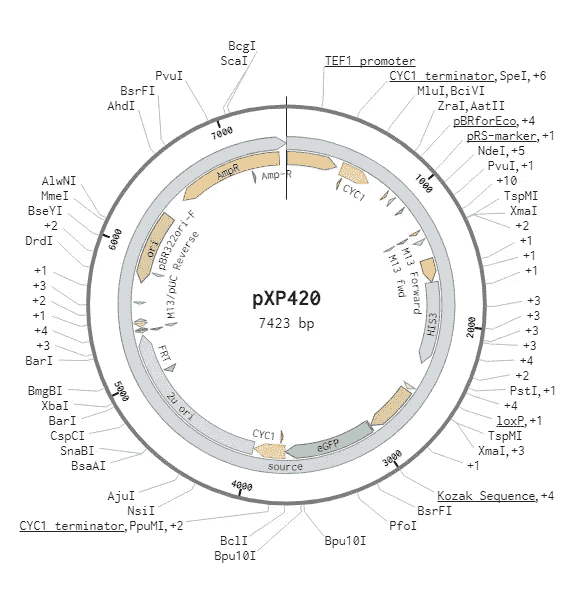 BcgI
ScaI
PvuI
BsrFI
AhdI
TEF1 promoter
CYC1 terminator, SpeI, +6
MluI, BciVI
ZraI, AatII
pBRforEco, +4
pRS-marker, +1
NdeI, +5
PvuI, +1
+10
TspMI
XmaI
+2
+1
+1
+1
+3
+3
+3
+4
+2
PstI, +1
+4
loxP, +1
TspMI
XmaI, +3
+1
Kozak Sequence, +4
BsrFI
PfoI
Bpu10I
Bpu10I
BclI
CYC1 terminator, PpuMI, +2
NsiI
AjuI
BsaAI
SnaBI
CspCI
BarI
XbaI
BmgBI
BarI
+3
+4
+1
+2
+3
+1
DrdI
+2
BseYI
MmeI
AlwNI
7000
1000
2000
3000
4000
5000
6000
AmpR
Amp-R
CYC1
ori
pBR322ori-F
M13/pUC Reverse
M13 Forward
M13 fwd
HIS3
pXP420
7423 bp
FRT
2μ ori
CYC1
eGFP
source